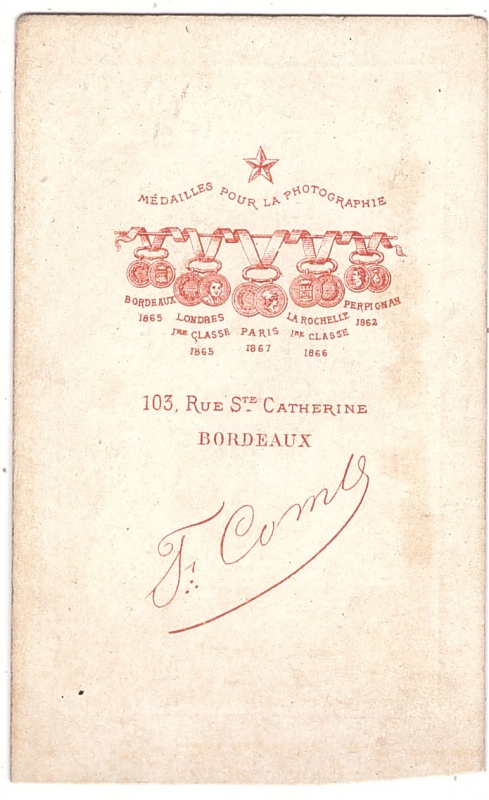 MÉDAILLES POUR LA PHOTOGRAPHIE
BORDEAUX
1865
LONDRES
1RE CLASSE
1865
PARIS
1867
LA ROCHELLE
1RE CLASSE
1866
PERPIGNAN
1862
103, RUE STE CATHERINE
BORDEAUX
F. Comte